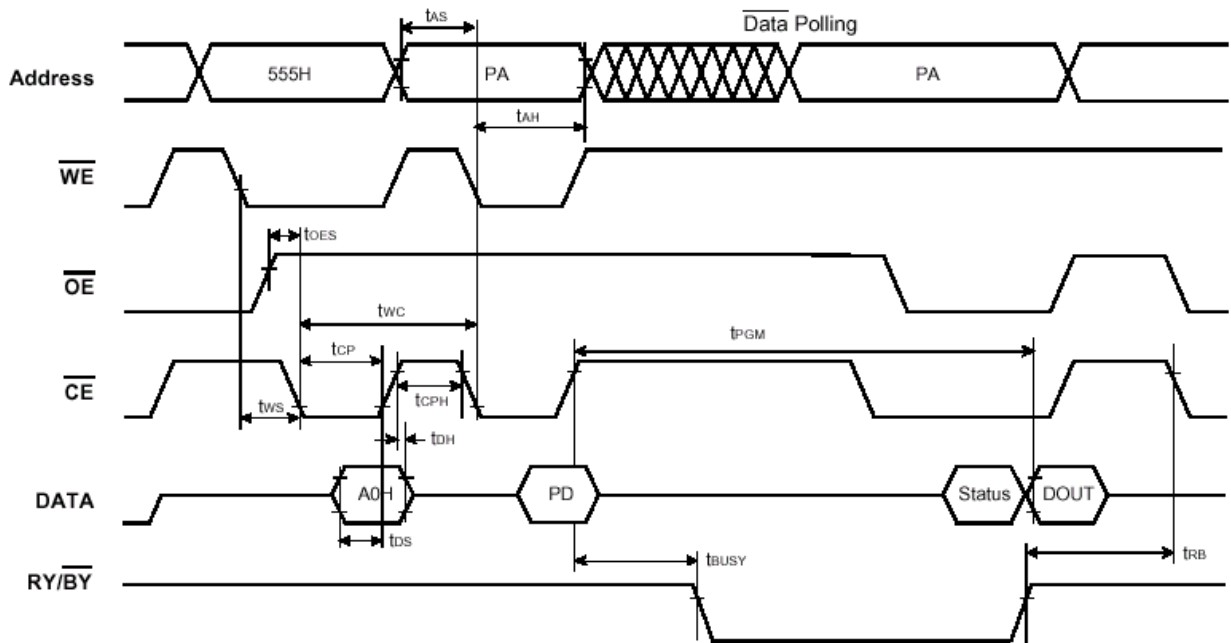 tAS
Data Polling
Address
555H
PA
PA
tAH
WE
tOES
OE
tWC
tCP
tPGM
CE
tWS
tCPH
tDH
DATA
A0H
PD
Status
DOUT
tDS
tBUSY
tRB
RY/BY